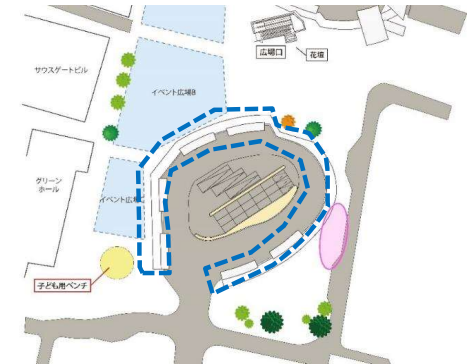 広場口
花壇
サウスゲートビル
イベント広場B
グリーン
ホール
イベント広場
子ども用ベンチ